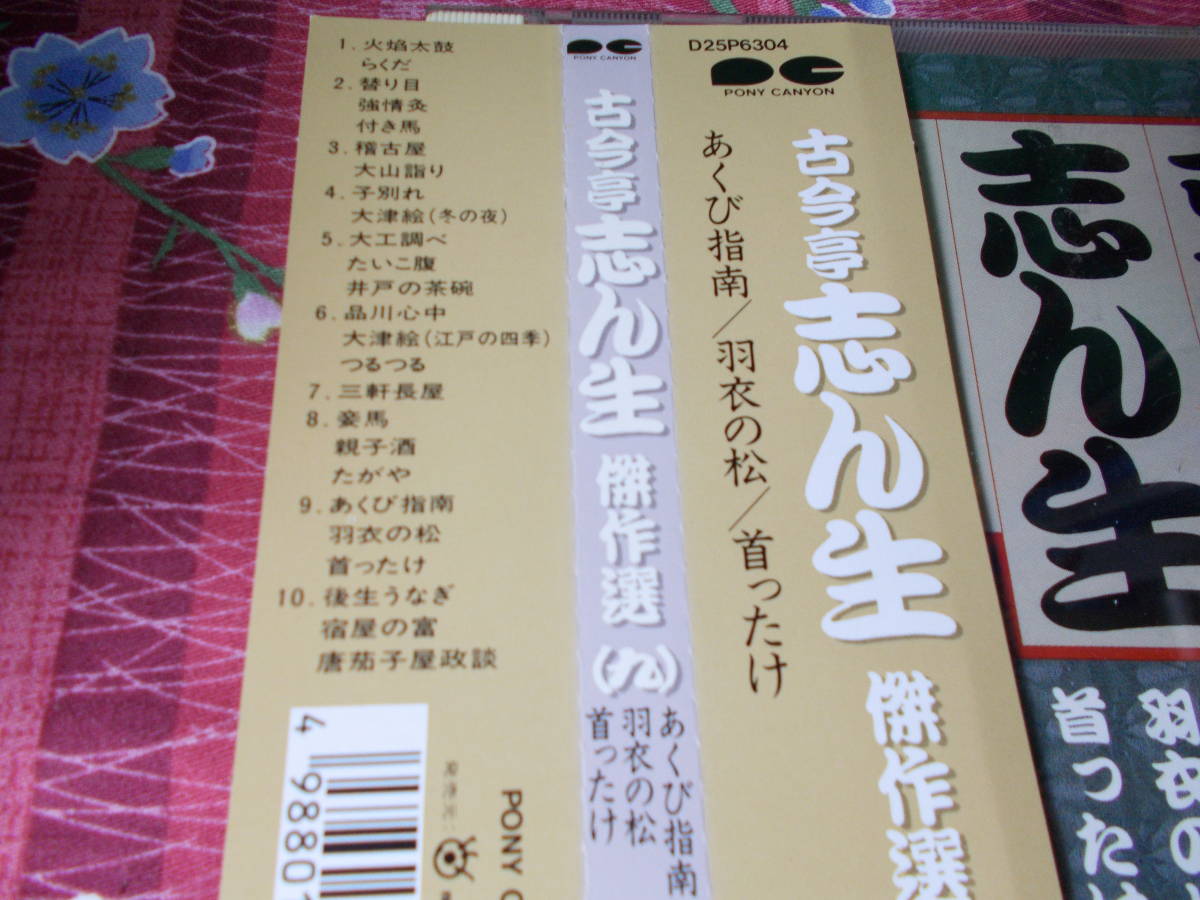 1. 火焰太鼓
らくだ
2. 替り目
強情灸
付き馬
3. 稽古屋
大山詣り
4. 子別れ
大津絵(冬の夜)
5. 大工調べ
たいこ腹
井戸の茶碗
6. 品川心中
大津絵(江戸の四季)
つるつる
7. 三軒長屋
8. 妾馬
親子酒
たがや
9. あくび指南
羽衣の松
首ったけ
10. 後生うなぎ
宿屋の富
唐茄子屋政談
4 9880
PONY
PONY CANYON
古今亭 志ん生 傑作選 (九)
あくび指南
羽衣の松
首ったけ
D25P6304
PONY CANYON
古今亭 志ん生 傑作選
あくび指南/羽衣の松/首ったけ
志ん生
羽衣の
首ったけ